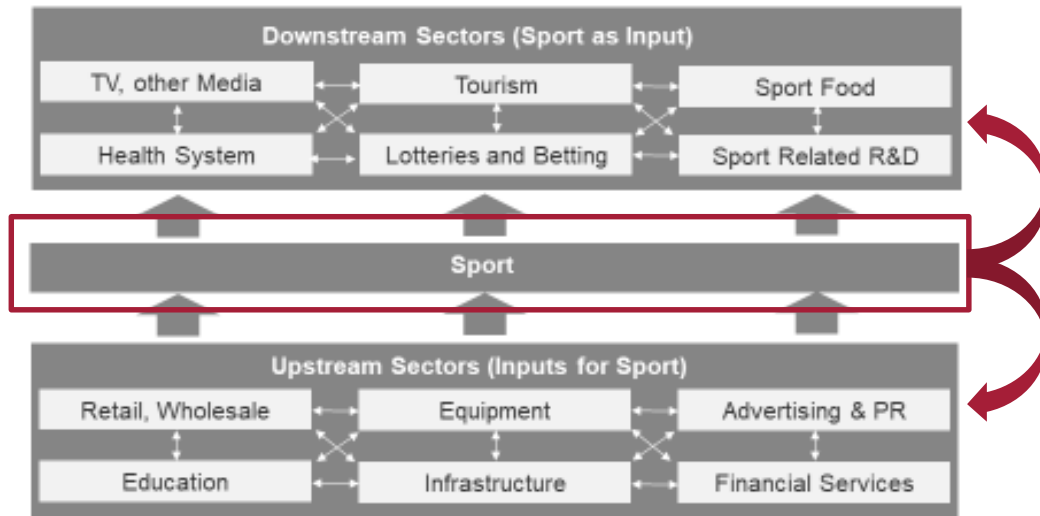 Downstream Sectors (Sport as Input)
TV, other Media
Tourism
Sport Food
Health System
Lotteries and Betting
Sport Related R&D
Sport
Upstream Sectors (Inputs for Sport)
Retail, Wholesale
Equipment
Advertising & PR
Education
Infrastructure
Financial Services